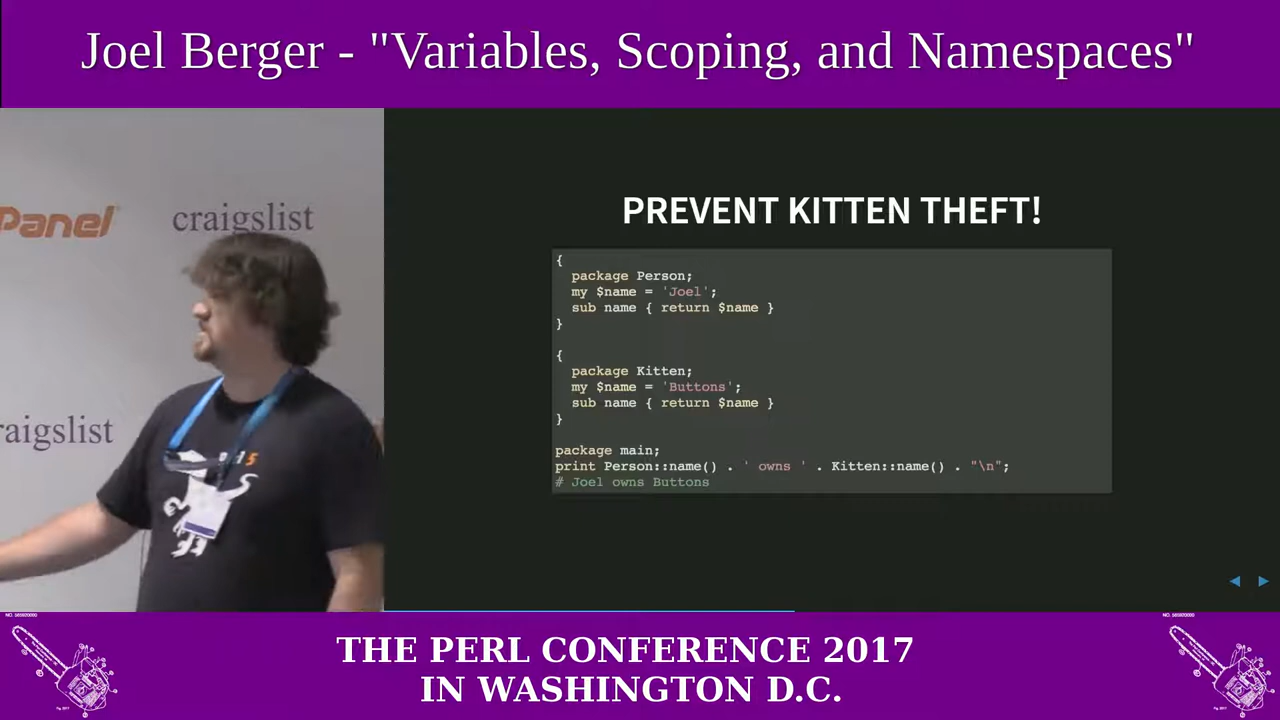 Joel Berger - "Variables, Scoping, and Namespaces"
Panel
craigslist
raigslist
5
PREVENT KITTEN THEFT!
{
  package Person;
  my $name = 'Joel';
  sub name { return $name }
}
{
  package Kitten;
  my $name = 'Buttons';
  sub name { return $name }
}
package main;
print Person::name() . ' owns ' . Kitten::name() . "\n";
# Joel owns Buttons
THE PERL CONFERENCE 2017
IN WASHINGTON D.C.